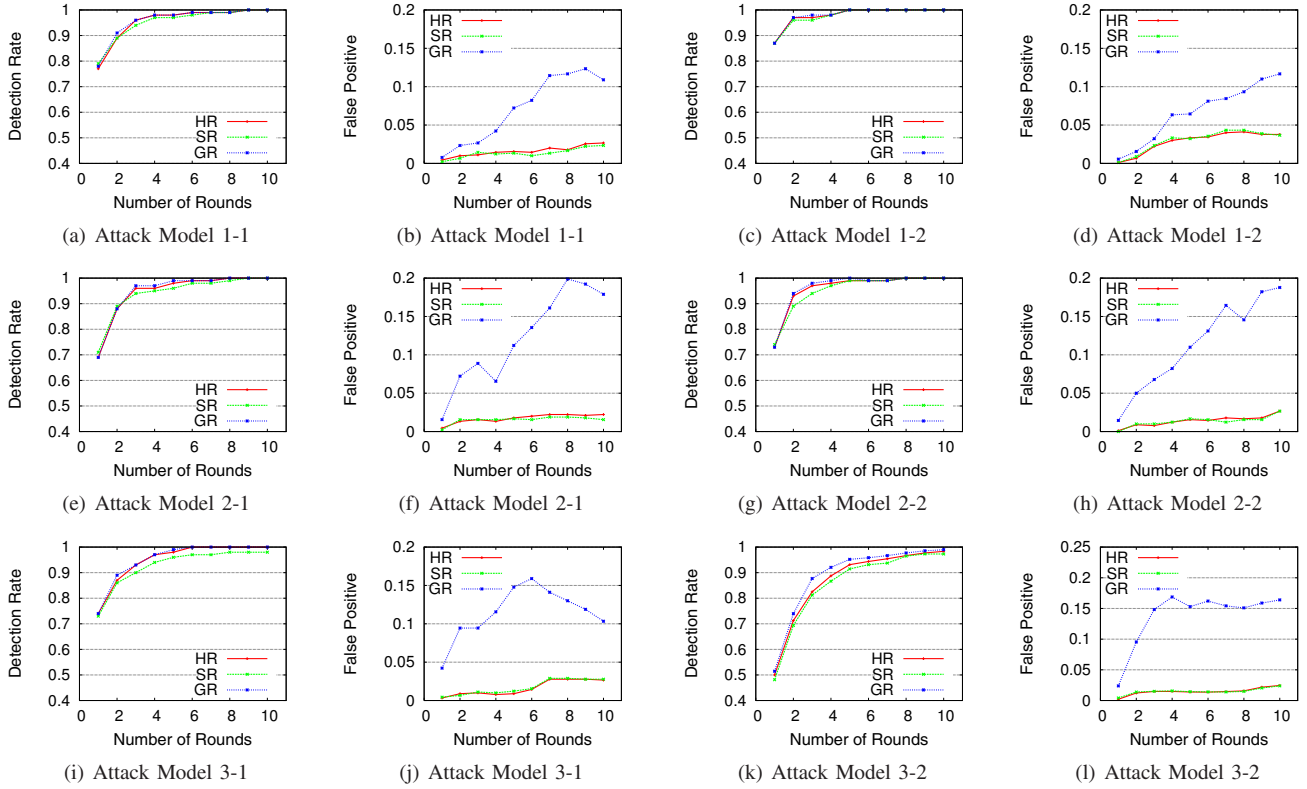 Detection Rate
1
0.9
0.8
0.7
0.6
0.5
0.4
HR
SR
GR
0 2 4 6 8 10
Number of Rounds
(a) Attack Model 1-1
False Positive
0.2
0.15
0.1
0.05
0
HR
SR
GR
0 2 4 6 8 10
Number of Rounds
(b) Attack Model 1-1
Detection Rate
1
0.9
0.8
0.7
0.6
0.5
0.4
HR
SR
GR
0 2 4 6 8 10
Number of Rounds
(c) Attack Model 1-2
False Positive
0.2
0.15
0.1
0.05
0
HR
SR
GR
0 2 4 6 8 10
Number of Rounds
(d) Attack Model 1-2
Detection Rate
1
0.9
0.8
0.7
0.6
0.5
0.4
HR
SR
GR
0 2 4 6 8 10
Number of Rounds
(e) Attack Model 2-1
False Positive
0.2
0.15
0.1
0.05
0
HR
SR
GR
0 2 4 6 8 10
Number of Rounds
(f) Attack Model 2-1
Detection Rate
1
0.9
0.8
0.7
0.6
0.5
0.4
HR
SR
GR
0 2 4 6 8 10
Number of Rounds
(g) Attack Model 2-2
False Positive
0.2
0.15
0.1
0.05
0
HR
SR
GR
0 2 4 6 8 10
Number of Rounds
(h) Attack Model 2-2
Detection Rate
1
0.9
0.8
0.7
0.6
0.5
0.4
HR
SR
GR
0 2 4 6 8 10
Number of Rounds
(i) Attack Model 3-1
False Positive
0.2
0.15
0.1
0.05
0
HR
SR
GR
0 2 4 6 8 10
Number of Rounds
(j) Attack Model 3-1
Detection Rate
1
0.9
0.8
0.7
0.6
0.5
0.4
HR
SR
GR
0 2 4 6 8 10
Number of Rounds
(k) Attack Model 3-2
False Positive
0.25
0.2
0.15
0.1
0.05
0
HR
SR
GR
0 2 4 6 8 10
Number of Rounds
(l) Attack Model 3-2